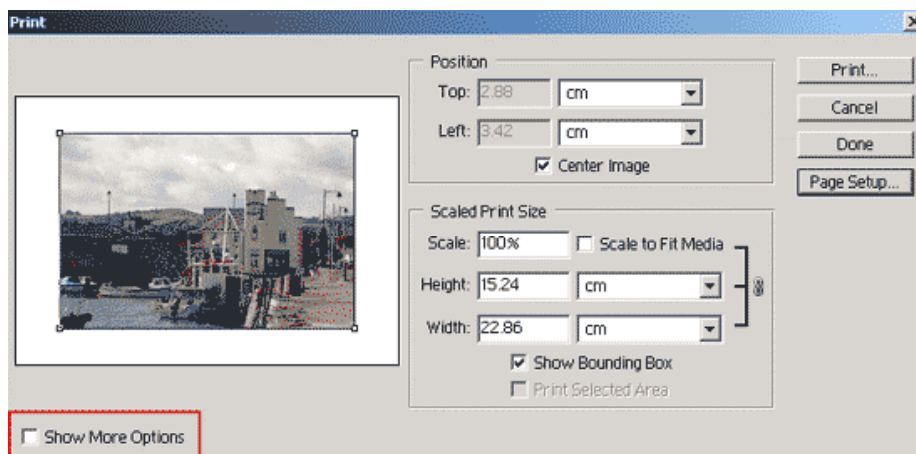 Print
Position
Top: 2.88 cm
Left: 3.42 cm
Center Image
Scaled Print Size
Scale: 100% Scale to Fit Media
Height: 15.24 cm
Width: 22.86 cm
Show Bounding Box
Print Selected Area
Print...
Cancel
Done
Page Setup...
Show More Options